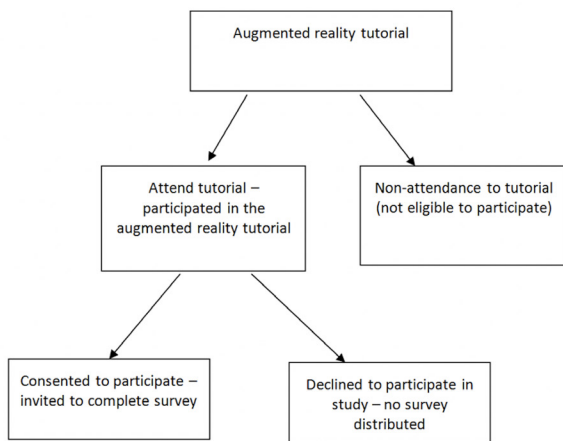 Augmented reality tutorial
Attend tutorial –
participated in the
augmented reality tutorial
Non-attendance to tutorial
(not eligible to participate)
Consented to participate –
invited to complete survey
Declined to participate in
study – no survey
distributed